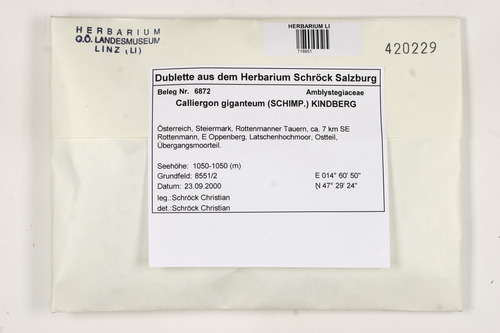 HERBARIUM
O.Ö. LANDESMUSEUM
LINZ (LI)
HERBARIUM LI
420229
Dublette aus dem Herbarium Schröck Salzburg
Beleg Nr. 6872 Amblystegiaceae
Calliergon giganteum (SCHIMP.) KINDBERG
Österreich, Steiermark, Rottenmanner Tauern, ca. 7 km SE
Rottenmann, E Oppenberg, Latschenhochmoor, Ostteil,
Übergangsmoorteil.
Seehöhe: 1050-1050 (m)
Grundfeld: 8551/2 E 014° 60' 50"
Datum: 23.09.2000 N 47° 29' 24"
leg.:Schröck Christian
det.:Schröck Christian